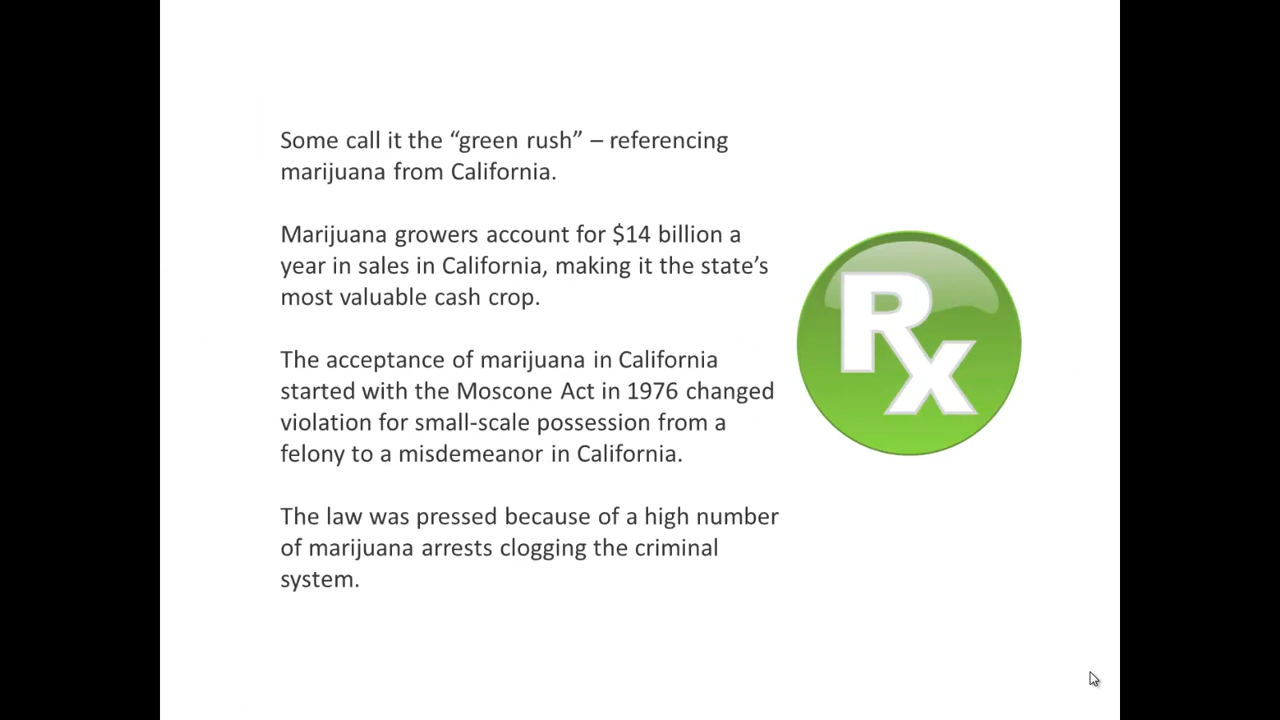 Some call it the “green rush” – referencing
marijuana from California.
Marijuana growers account for $14 billion a
year in sales in California, making it the state’s
most valuable cash crop.
The acceptance of marijuana in California
started with the Moscone Act in 1976 changed
violation for small-scale possession from a
felony to a misdemeanor in California.
The law was pressed because of a high number
of marijuana arrests clogging the criminal
system.
Rx